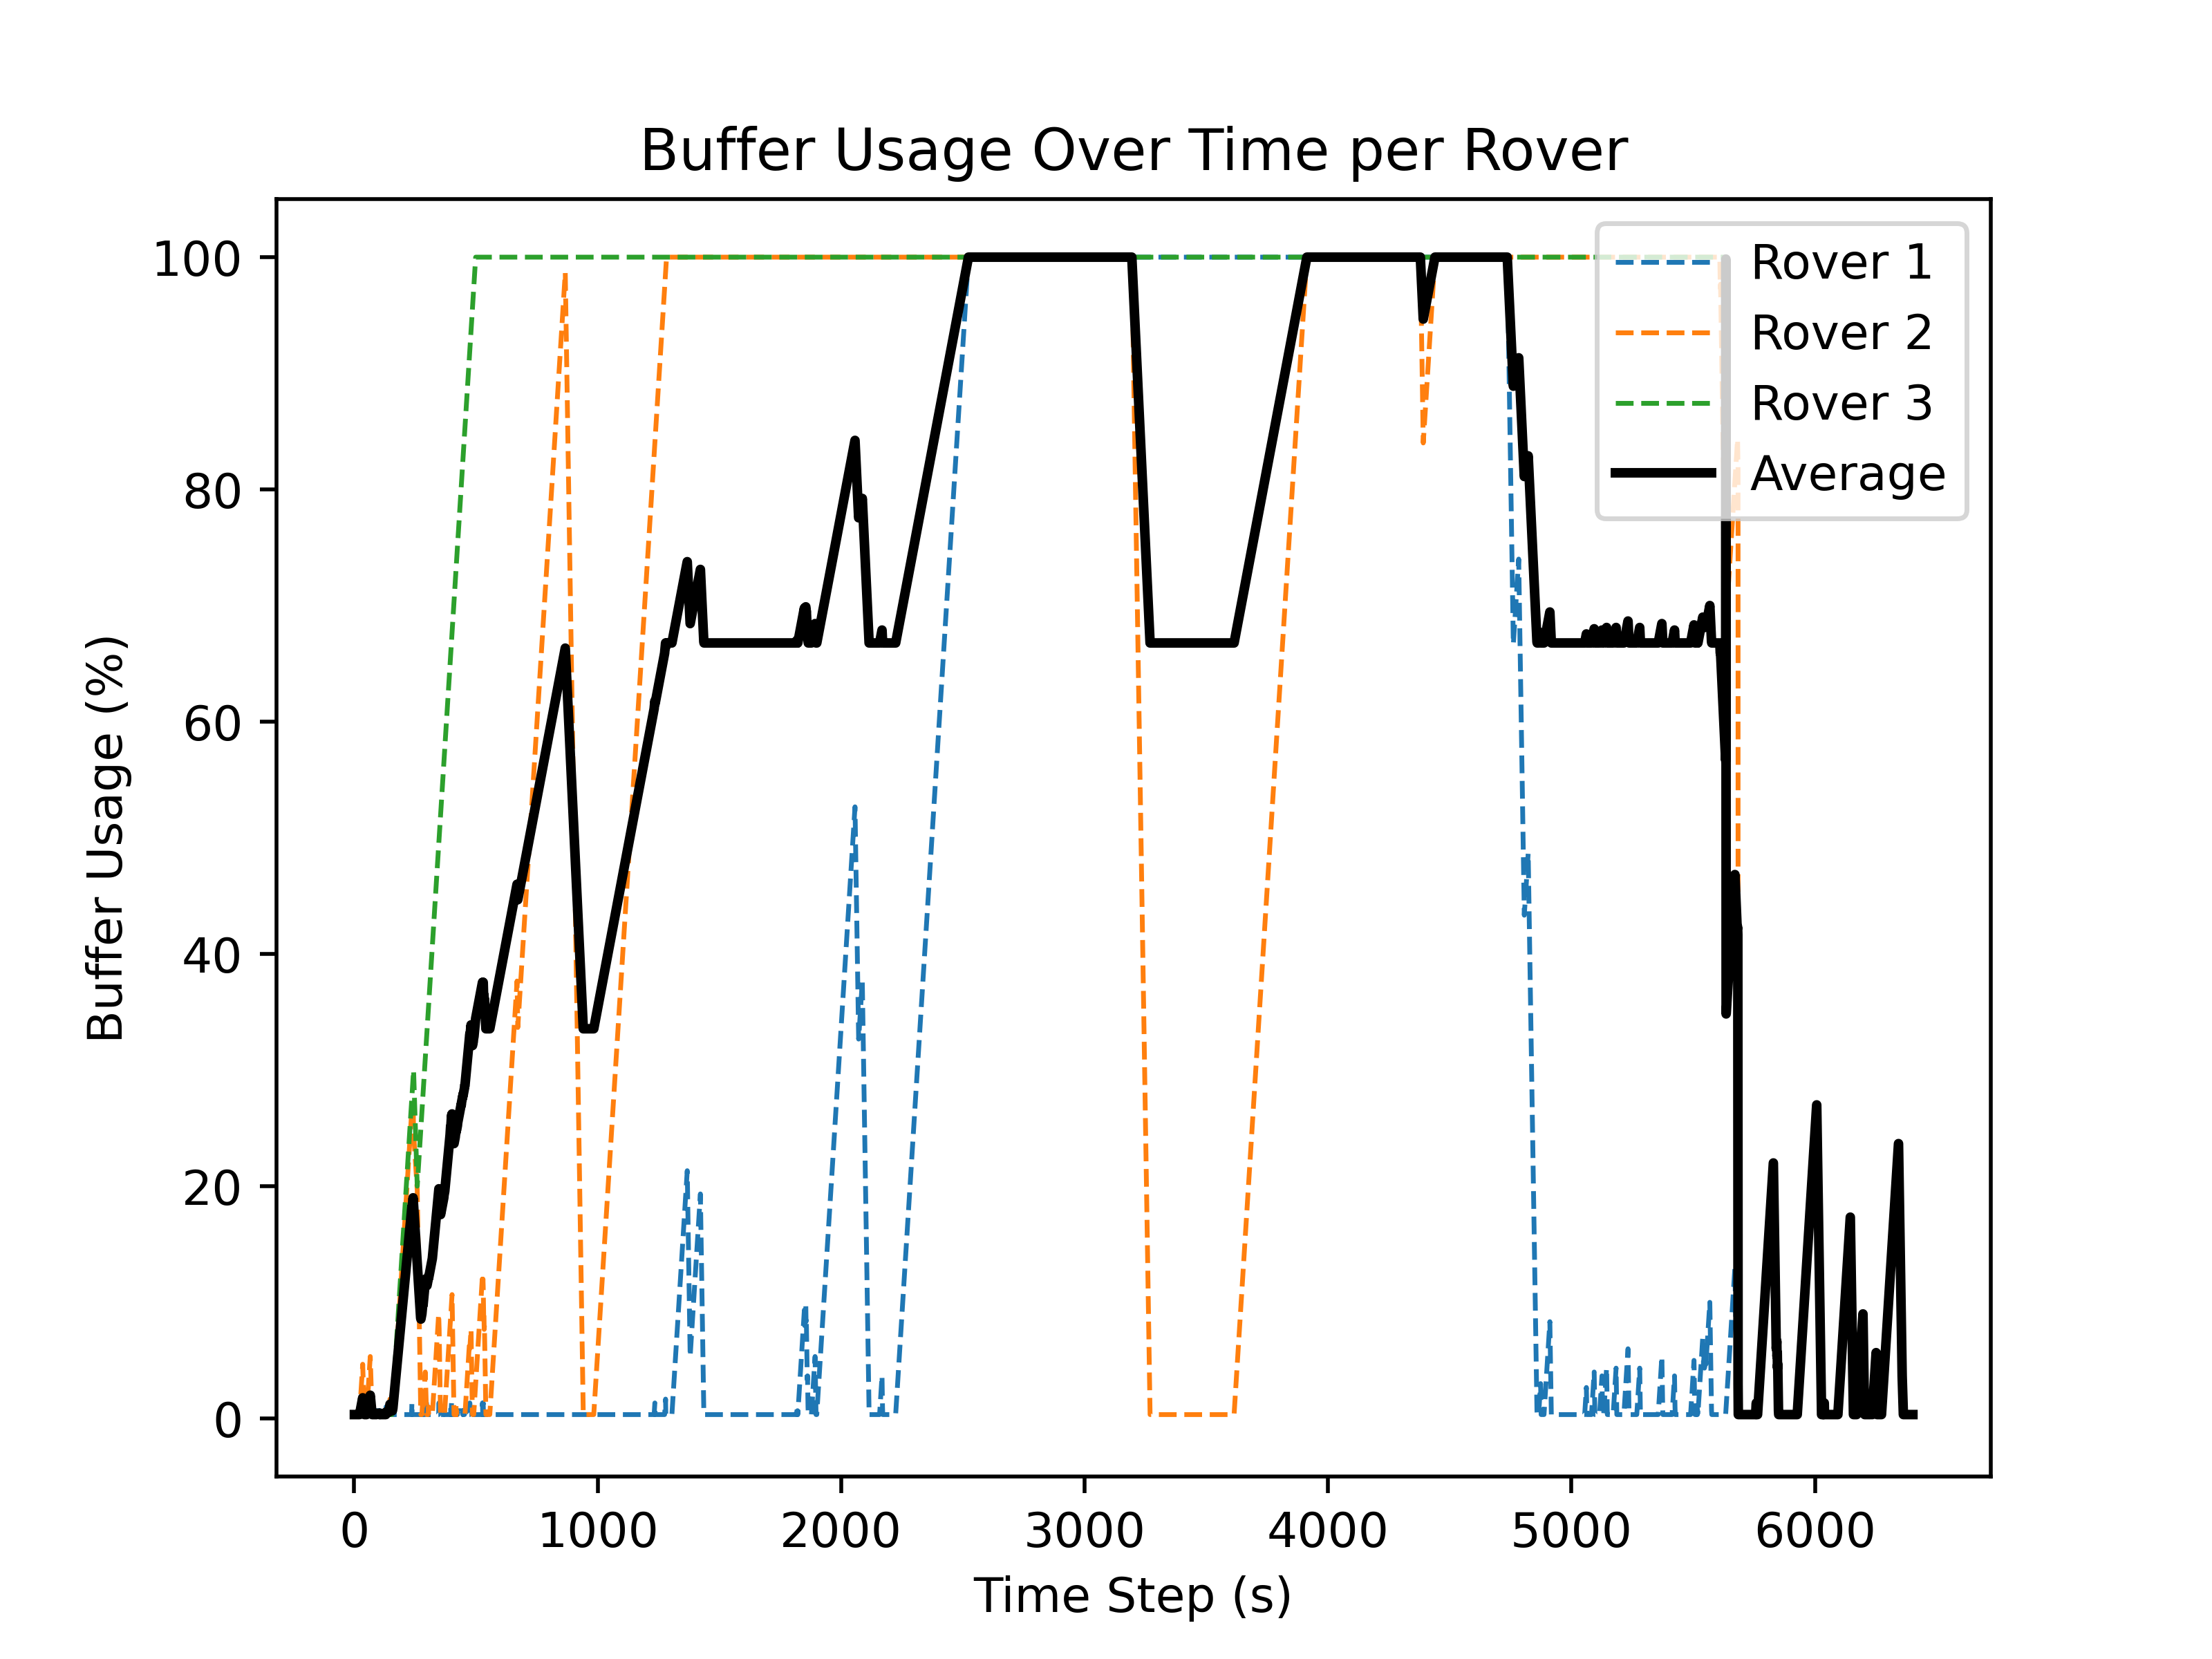 Buffer Usage Over Time per Rover
100
80
60
40
20
0
Buffer Usage (%)
0 1000 2000 3000 4000 5000 6000
Time Step (s)
Rover 1
Rover 2
Rover 3
Average